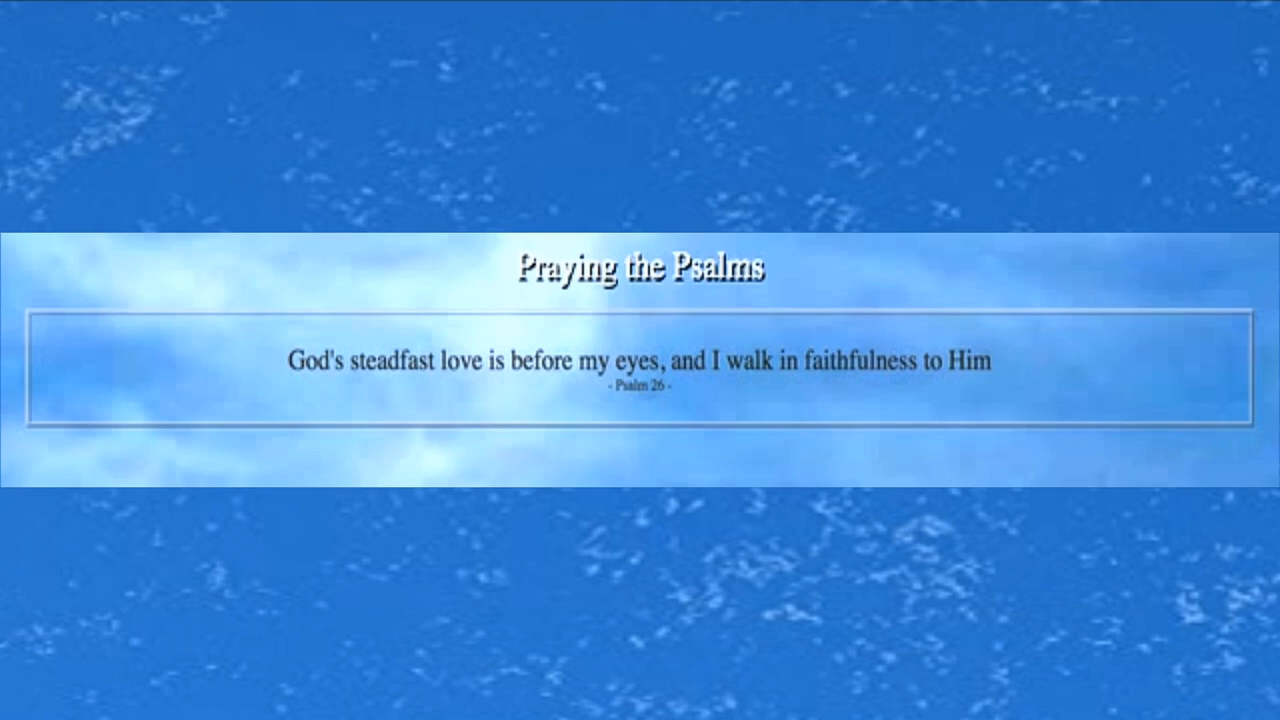 Praying the Psalms
God's steadfast love is before my eyes, and I walk in faithfulness to Him
- Psalm 26 -